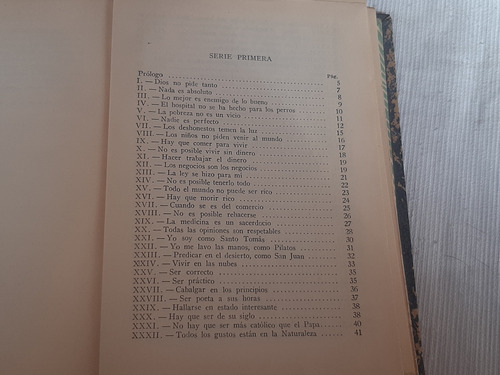 SERIE PRIMERA
Pág.
Prólogo ........................................ 5
I. — Dios no pide tanto ........................ 7
II. — Nada es absoluto ........................ 8
III. — Lo mejor es enemigo de lo bueno ........................ 9
IV. — El hospital no se ha hecho para los perros ........................ 10
V. — La pobreza no es un vicio ........................ 11
VI. — Nadie es perfecto ........................ 12
VII. — Los deshonestos temen la luz ........................ 15
VIII. — Los niños no piden venir al mundo ........................ 16
IX. — Hay que comer para vivir ........................ 17
X. — No es posible vivir sin dinero ........................ 18
XI. — Hacer trabajar el dinero ........................ 19
XII. — Los negocios son los negocios ........................ 19
XIII. — La ley se hizo para mí ........................ 21
XIV. — No es posible tenerlo todo ........................ 22
XV. — Todo el mundo no puede ser rico ........................ 23
XVI. — Hay que morir rico ........................ 24
XVII. — Cuando se es del comercio ........................ 25
XVIII. — No es posible rehacerse ........................ 26
XIX. — La medicina es un sacerdocio ........................ 27
XX. — Todas las opiniones son respetables ........................ 28
XXI. — Yo soy como Santo Tomás ........................ 30
XXII. — Yo me lavo las manos, como Pilatos ........................ 31
XXIII. — Predicar en el desierto, como San Juan ........................ 32
XXIV. — Vivir en las nubes ........................ 33
XXV. — Ser correcto ........................ 35
XXVI. — Ser práctico ........................ 35
XXVII. — Cabalgar en los principios ........................ 36
XXVIII. — Ser poeta a sus horas ........................ 37
XXIX. — Hallarse en estado interesante ........................ 38
XXX. — Hay que ser de su siglo ........................ 38
XXXI. — No hay que ser más católico que el Papa ........................ 40
XXXII. — Todos los gustos están en la Naturaleza ........................ 41